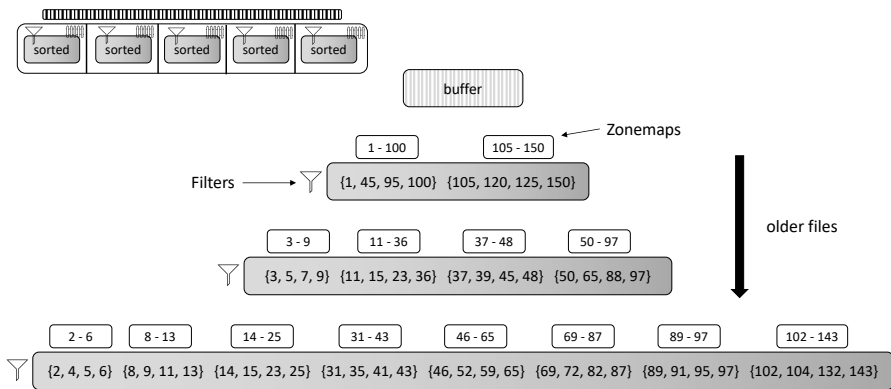 sorted sorted sorted sorted sorted
buffer
Zonemaps
1 - 100 105 - 150
Filters {1, 45, 95, 100} {105, 120, 125, 150}
older files
3 - 9 11 - 36 37 - 48 50 - 97
{3, 5, 7, 9} {11, 15, 23, 36} {37, 39, 45, 48} {50, 65, 88, 97}
2 - 6 8 - 13 14 - 25 31 - 43 46 - 65 69 - 87 89 - 97 102 - 143
{2, 4, 5, 6} {8, 9, 11, 13} {14, 15, 23, 25} {31, 35, 41, 43} {46, 52, 59, 65} {69, 72, 82, 87} {89, 91, 95, 97} {102, 104, 132, 143}